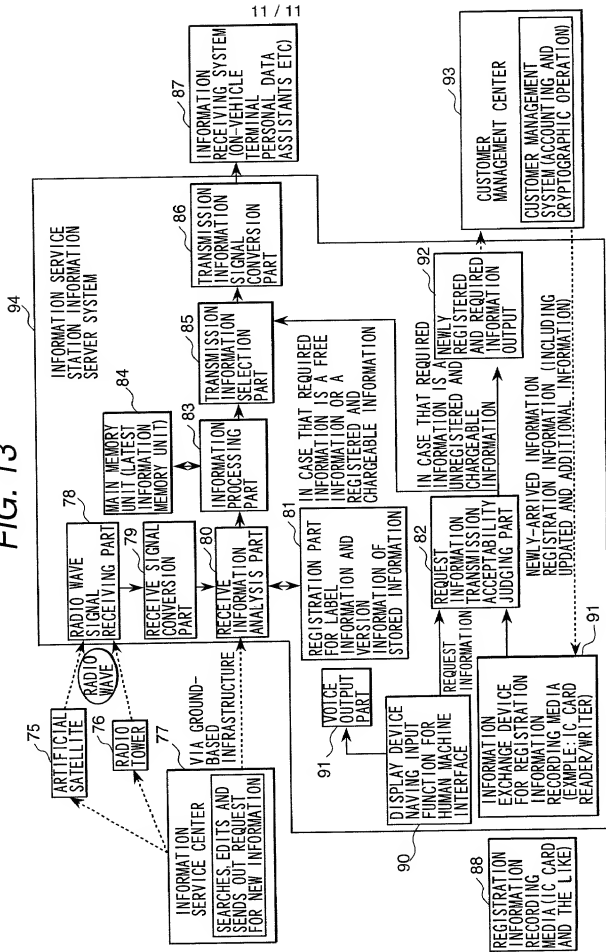 11 / 11
FIG. 13
94
INFORMATION SERVICE
STATION INFORMATION
SERVER SYSTEM
75
ARTIFICIAL
SATELLITE
76
RADIO
TOWER
RADIO
WAVE
77
INFORMATION
SERVICE CENTER
SEARCHES, EDITS, AND
SENDS OUT REQUEST
FOR NEW INFORMATION
VIA GROUND-
BASED
INFRASTRUCTURE
78
RADIO WAVE
SIGNAL
RECEIVING PART
79
RECEIVE SIGNAL
CONVERSION
PART
80
RECEIVE
INFORMATION
ANALYSIS PART
84
MAIN MEMORY
UNIT (LATEST
INFORMATION
MEMORY UNIT)
83
INFORMATION
PROCESSING
PART
85
TRANSMISSION
INFORMATION
SELECTION
PART
86
TRANSMISSION
INFORMATION
SIGNAL
CONVERSION
PART
87
INFORMATION
RECEIVING SYSTEM
(ON-VEHICLE
TERMINAL
PERSONAL DATA
ASSISTANTS ETC)
81
REGISTRATION PART
FOR LABEL
INFORMATION AND
VERSION
INFORMATION OF
STORED INFORMATION
IN CASE THAT REQUIRED
INFORMATION IS A FREE
INFORMATION OR A
REGISTERED AND
CHARGEABLE INFORMATION
91
VOICE
OUTPUT
PART
90
DISPLAY DEVICE
NAVING INPUT
FUNCTION FOR
HUMAN MACHINE
INTERFACE
REQUEST
INFORMATION
82
REQUEST
INFORMATION
TRANSMISSION
ACCEPTABILITY
JUDGING PART
IN CASE THAT REQUIRED
INFORMATION IS A
UNREGISTERED AND
CHARGEABLE
INFORMATION
92
NEWLY
REGISTERED
AND REQUIRED
INFORMATION
OUTPUT
93
CUSTOMER
MANAGEMENT CENTER
CUSTOMER MANAGEMENT
SYSTEM (ACCOUNTING AND
CRYPTOGRAPHIC OPERATION)
88
REGISTRATION
INFORMATION
RECORDING
MEDIA (IC CARD
AND THE LIKE)
91
INFORMATION
EXCHANGE DEVICE
FOR REGISTRATION
INFORMATION
RECORDING MEDIA
(EXMPLE: IC CARD
READER/WRITER)
NEWLY-ARRIVED INFORMATION
REGISTRATION INFORMATION (INCLUDING
UPDATED AND ADDITIONAL INFORMATION)